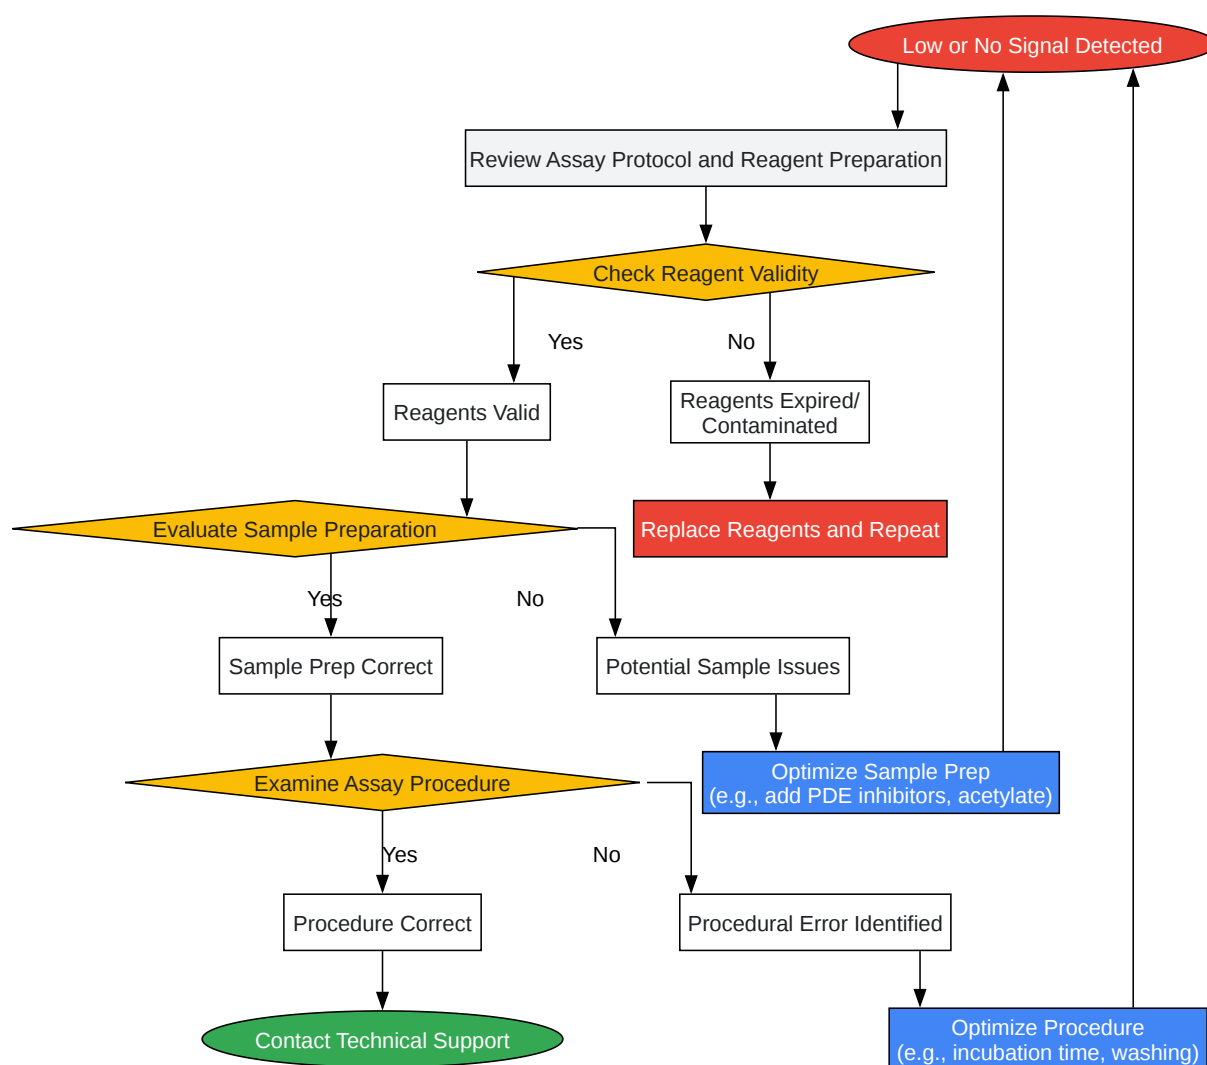 Low or No Signal Detected
Review Assay Protocol and Reagent Preparation
Check Reagent Validity
Yes
No
Reagents Valid
Reagents Expired/
Contaminated
Evaluate Sample Preparation
Replace Reagents and Repeat
Yes
No
Sample Prep Correct
Potential Sample Issues
Examine Assay Procedure
Optimize Sample Prep
(e.g., add PDE inhibitors, acetylate)
Yes
No
Procedure Correct
Procedural Error Identified
Contact Technical Support
Optimize Procedure
(e.g., incubation time, washing)